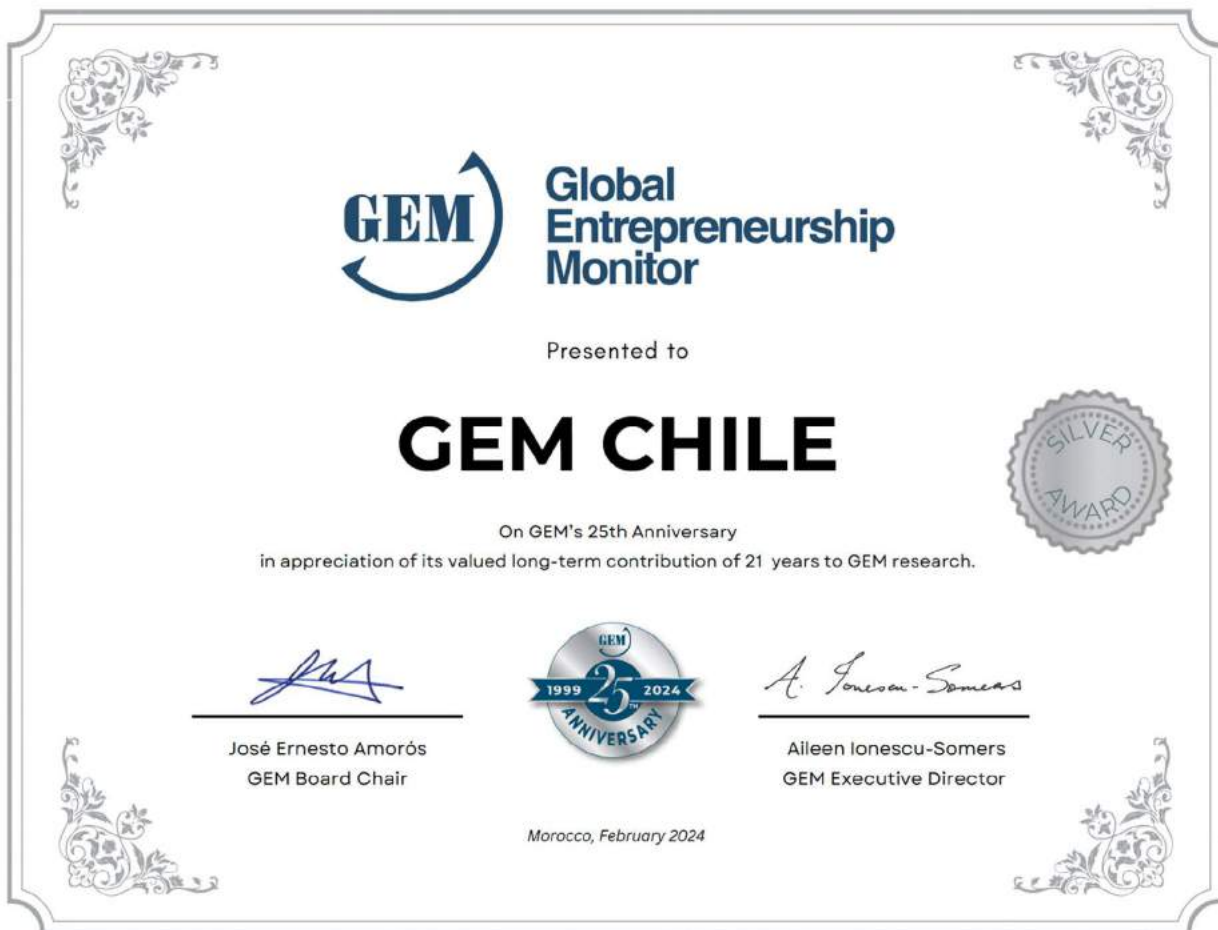 GEM
Global
Entrepreneurship
Monitor
Presented to
GEM CHILE
SILVER
AWARD
On GEM's 25th Anniversary
in appreciation of its valued long-term contribution of 21 years to GEM research.
GEM
1999 25TH 2024
ANNIVERSARY
A. Ionescu-Somers
José Ernesto Amorós
GEM Board Chair
Aileen Ionescu-Somers
GEM Executive Director
Morocco, February 2024